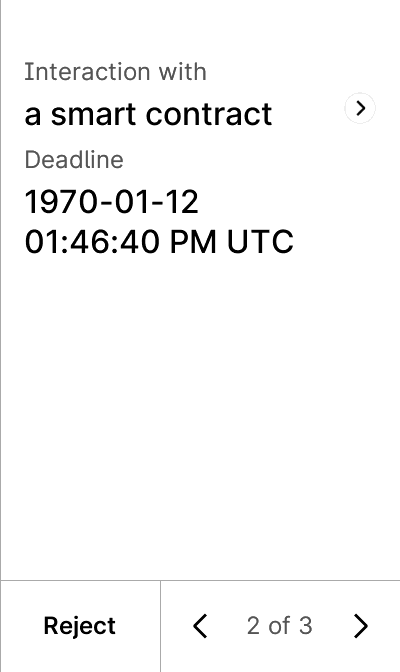 Interaction with
a smart contract
Deadline
1970-01-12
01:46:40 PM UTC
Reject
2 of 3